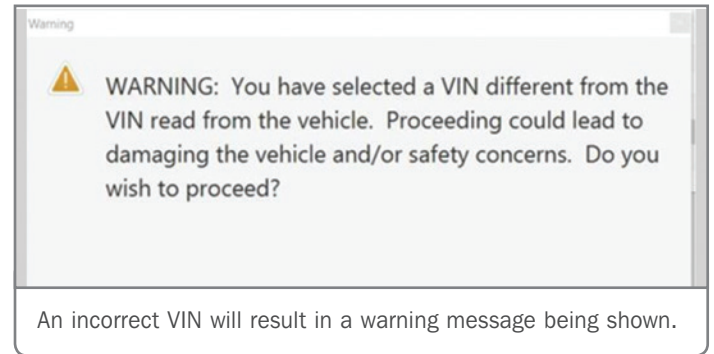 Warning
WARNING: You have selected a VIN different from the
VIN read from the vehicle. Proceeding could lead to
damaging the vehicle and/or safety concerns. Do you
wish to proceed?
An incorrect VIN will result in a warning message being shown.